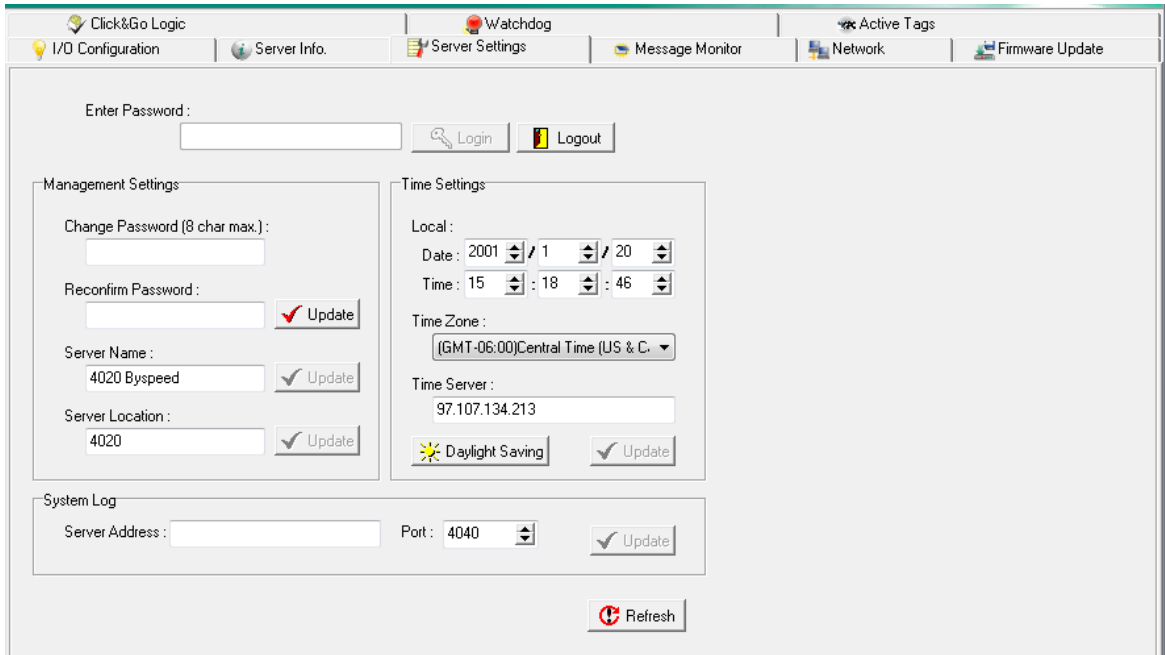 Click&Go Logic
Watchdog
Active Tags
I/O Configuration
Server Info.
Server Settings
Message Monitor
Network
Firmware Update
Enter Password :
Login
Logout
Management Settings
Change Password (8 char max.) :
Reconfirm Password :
Update
Server Name :
4020 Byspeed
Update
Server Location :
4020
Update
Time Settings
Local :
Date : 2001 / 1 / 20
Time : 15 : 18 : 46
Time Zone :
(GMT-06:00)Central Time (US & C.
Time Server :
97.107.134.213
Daylight Saving
Update
System Log
Server Address :
Port : 4040
Update
Refresh